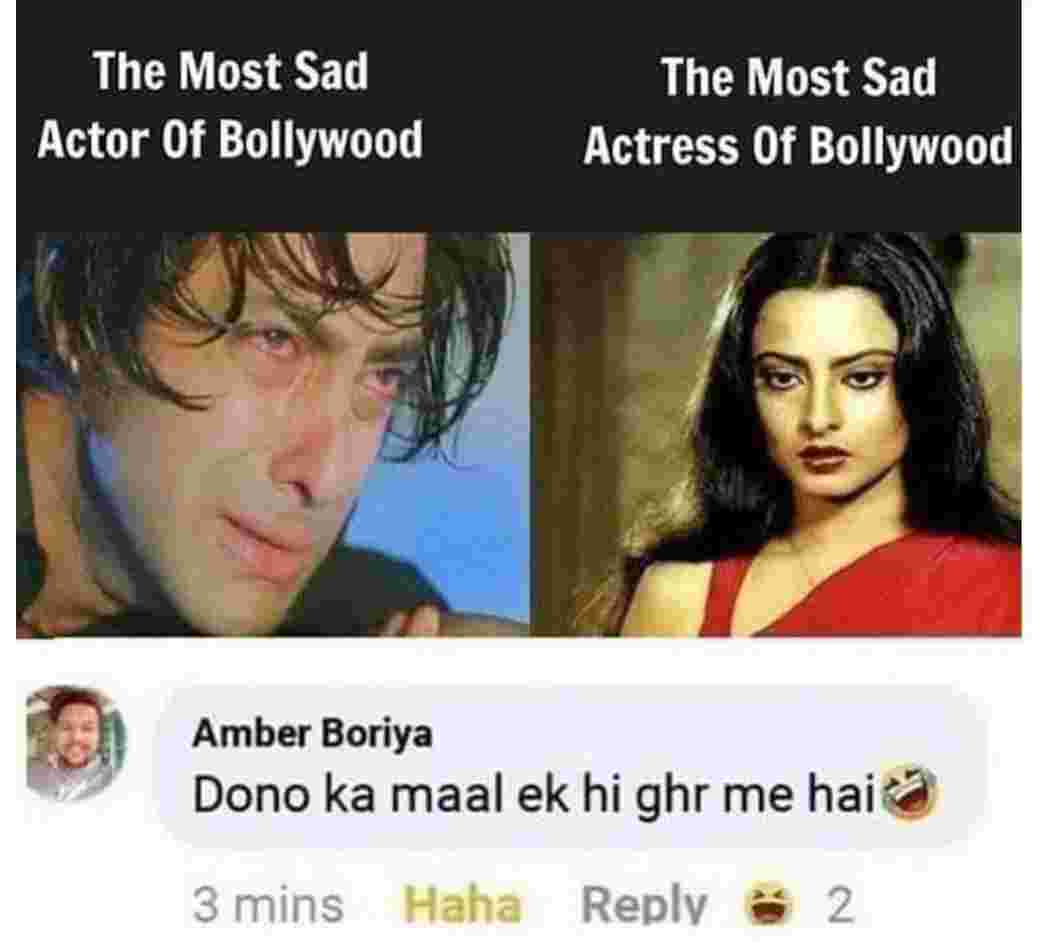 The Most Sad
Actor Of Bollywood
The Most Sad
Actress Of Bollywood
Amber Boriya
Dono ka maal ek hi ghr me hai🤣
3 mins Haha Reply 😆 2